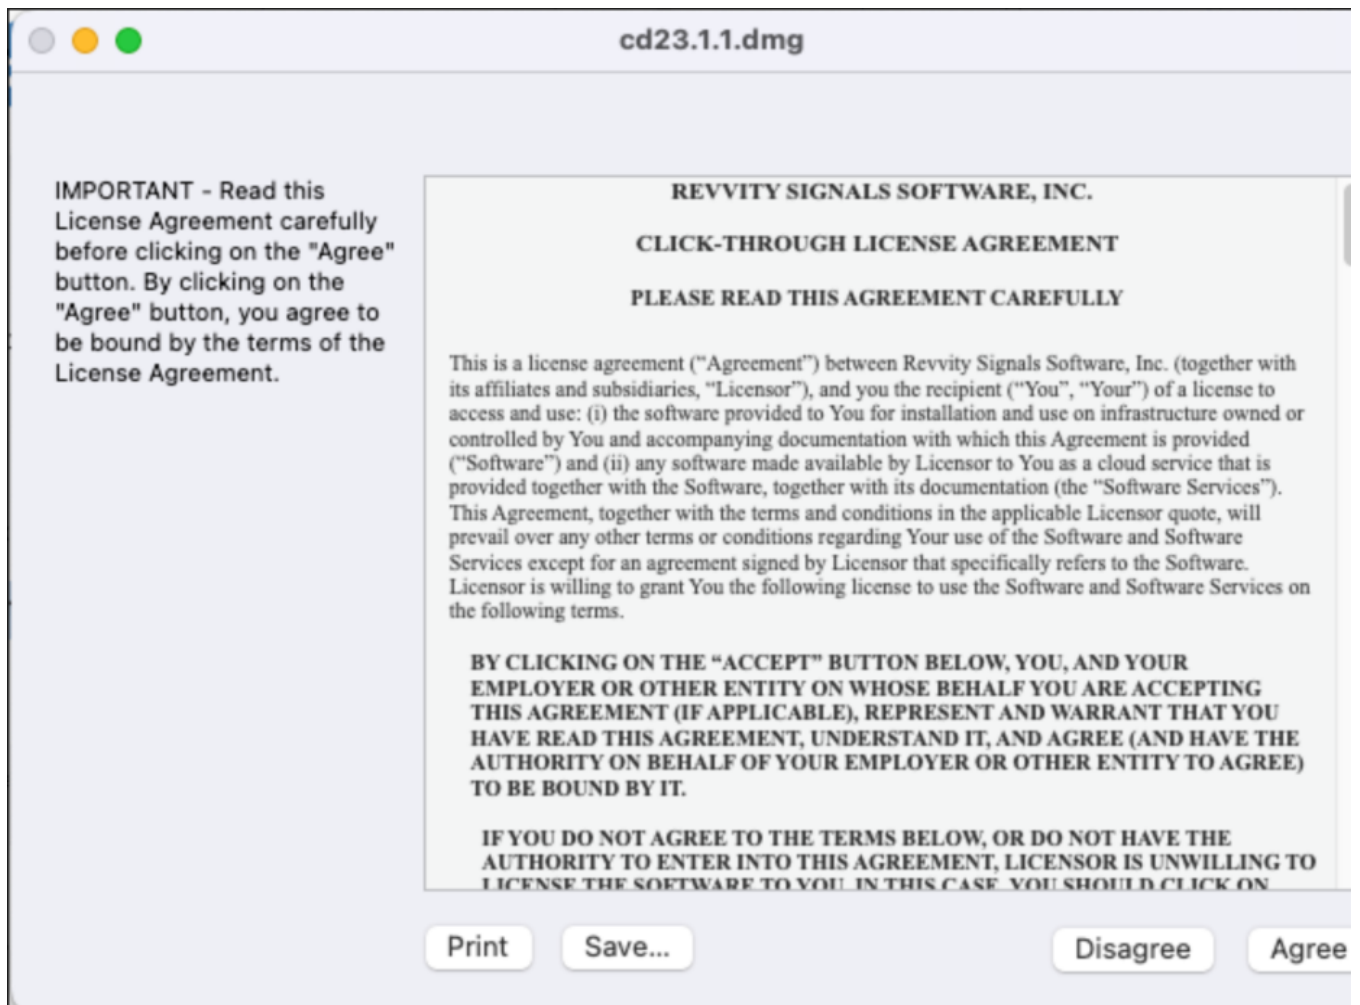 cd23.1.1.dmg
IMPORTANT - Read this
License Agreement carefully
before clicking on the "Agree"
button. By clicking on the
"Agree" button, you agree to
be bound by the terms of the
License Agreement.
REVVITY SIGNALS SOFTWARE, INC.
CLICK-THROUGH LICENSE AGREEMENT
PLEASE READ THIS AGREEMENT CAREFULLY
This is a license agreement (“Agreement”) between Revvity Signals Software, Inc. (together with
its affiliates and subsidiaries, “Licensor”), and you the recipient (“You”, “Your”) of a license to
access and use: (i) the software provided to You for installation and use on infrastructure owned or
controlled by You and accompanying documentation with which this Agreement is provided
(“Software”) and (ii) any software made available by Licensor to You as a cloud service that is
provided together with the Software, together with its documentation (the “Software Services”).
This Agreement, together with the terms and conditions in the applicable Licensor quote, will
prevail over any other terms or conditions regarding Your use of the Software and Software
Services except for an agreement signed by Licensor that specifically refers to the Software.
Licensor is willing to grant You the following license to use the Software and Software Services on
the following terms.
BY CLICKING ON THE “ACCEPT” BUTTON BELOW, YOU, AND YOUR
EMPLOYER OR OTHER ENTITY ON WHOSE BEHALF YOU ARE ACCEPTING
THIS AGREEMENT (IF APPLICABLE), REPRESENT AND WARRANT THAT YOU
HAVE READ THIS AGREEMENT, UNDERSTAND IT, AND AGREE (AND HAVE THE
AUTHORITY ON BEHALF OF YOUR EMPLOYER OR OTHER ENTITY TO AGREE)
TO BE BOUND BY IT.
IF YOU DO NOT AGREE TO THE TERMS BELOW, OR DO NOT HAVE THE
AUTHORITY TO ENTER INTO THIS AGREEMENT, LICENSOR IS UNWILLING TO
LICENSE THE SOFTWARE TO YOU. IN THIS CASE, YOU SHOULD CLICK ON
Print Save... Disagree Agree